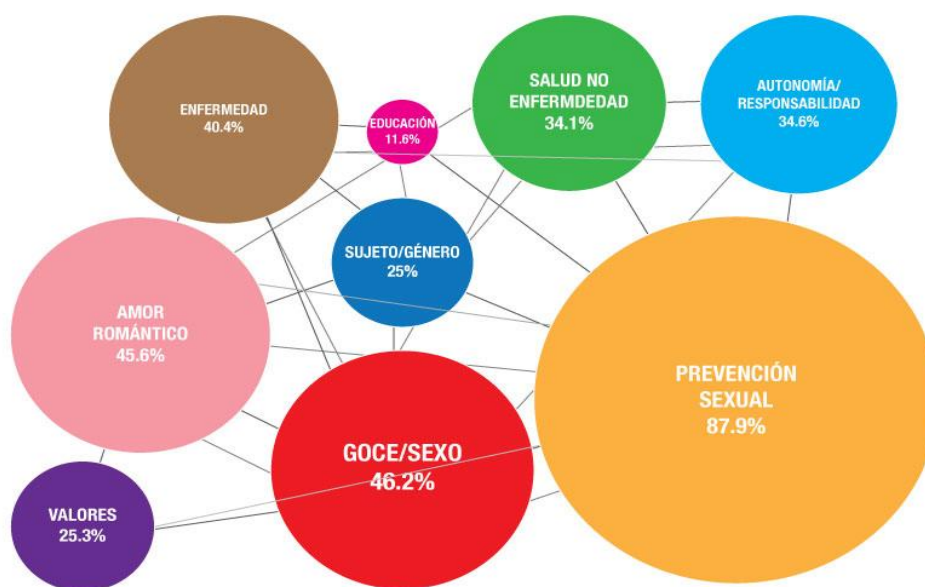 ENFERMEDAD
40.4%
EDUCACIÓN
11.6%
SALUD NO
ENFERMDEDAD
34.1%
AUTONOMÍA/
RESPONSABILIDAD
34.6%
SUJETO/GÉNERO
25%
AMOR
ROMÁNTICO
45.6%
PREVENCIÓN
SEXUAL
87.9%
GOCE/SEXO
46.2%
VALORES
25.3%